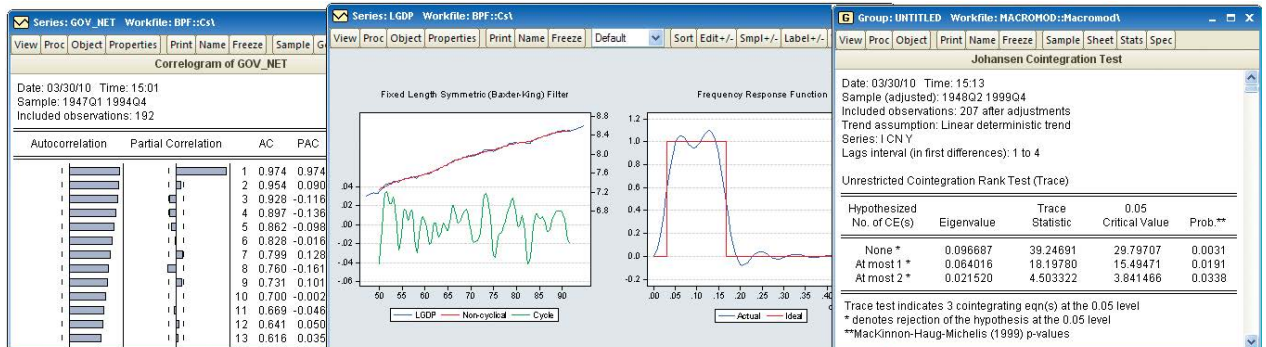 Series: GOV_NET Workfile: BPF::Cs\
View Proc Object Properties Print Name Freeze Sample
Correlogram of GOV_NET
Date: 03/30/10 Time: 15:01
Sample: 1947Q1 1994Q4
Included observations: 192
Autocorrelation Partial Correlation AC PAC
1 0.974 0.974
2 0.954 0.090
3 0.928 -0.116
4 0.897 -0.136
5 0.862 -0.098
6 0.828 -0.016
7 0.799 0.128
8 0.760 -0.161
9 0.731 0.101
10 0.700 -0.002
11 0.669 -0.046
12 0.641 0.050
13 0.616 0.035
Series: LGDP Workfile: BPF::Cs\
View Proc Object Properties Print Name Freeze Default Sort Edit+/- Smpl+/- Label+/-
Fixed Length Symmetric (Baxter-King) Filter
8.8
8.4
8.0
7.6
7.2
6.8
.04
.02
.00
-.02
-.04
-.06
50 55 60 65 70 75 80 85 90
LGDP Non-cyclical Cycle
Frequency Response Function
1.2
1.0
0.8
0.6
0.4
0.2
0.0
-0.2
.00 .05 .10 .15 .20 .25 .30 .35
Actual Ideal
Group: UNTITLED Workfile: MACROMOD::Macromod\
View Proc Object Print Name Freeze Sample Sheet Stats Spec
Johansen Cointegration Test
Date: 03/30/10 Time: 15:13
Sample (adjusted): 1948Q2 1999Q4
Included observations: 207 after adjustments
Trend assumption: Linear deterministic trend
Series: I CN Y
Lags interval (in first differences): 1 to 4
Unrestricted Cointegration Rank Test (Trace)
Hypothesized Trace 0.05
No. of CE(s) Eigenvalue Statistic Critical Value Prob.**
None * 0.096687 39.24691 29.79707 0.0031
At most 1 * 0.064016 18.19780 15.49471 0.0191
At most 2 * 0.021520 4.503322 3.841466 0.0338
Trace test indicates 3 cointegrating eqn(s) at the 0.05 level
* denotes rejection of the hypothesis at the 0.05 level
**MacKinnon-Haug-Michelis (1999) p-values